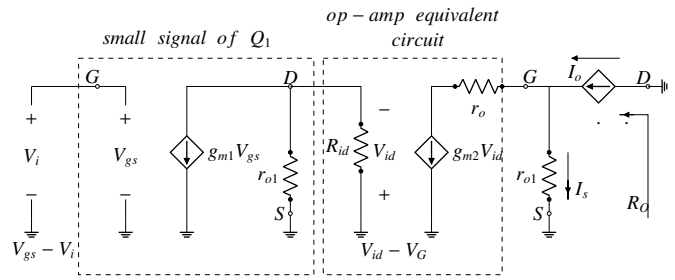 op − amp equivalent
circuit
small signal of Q1
G
D
G
Io
D
+
Vi
−
+
Vgs
−
gm1Vgs
ro1
S
Rid
−
Vid
+
gm2Vid
ro
ro1
S
Is
RO
Vgs − Vi
Vid − VG